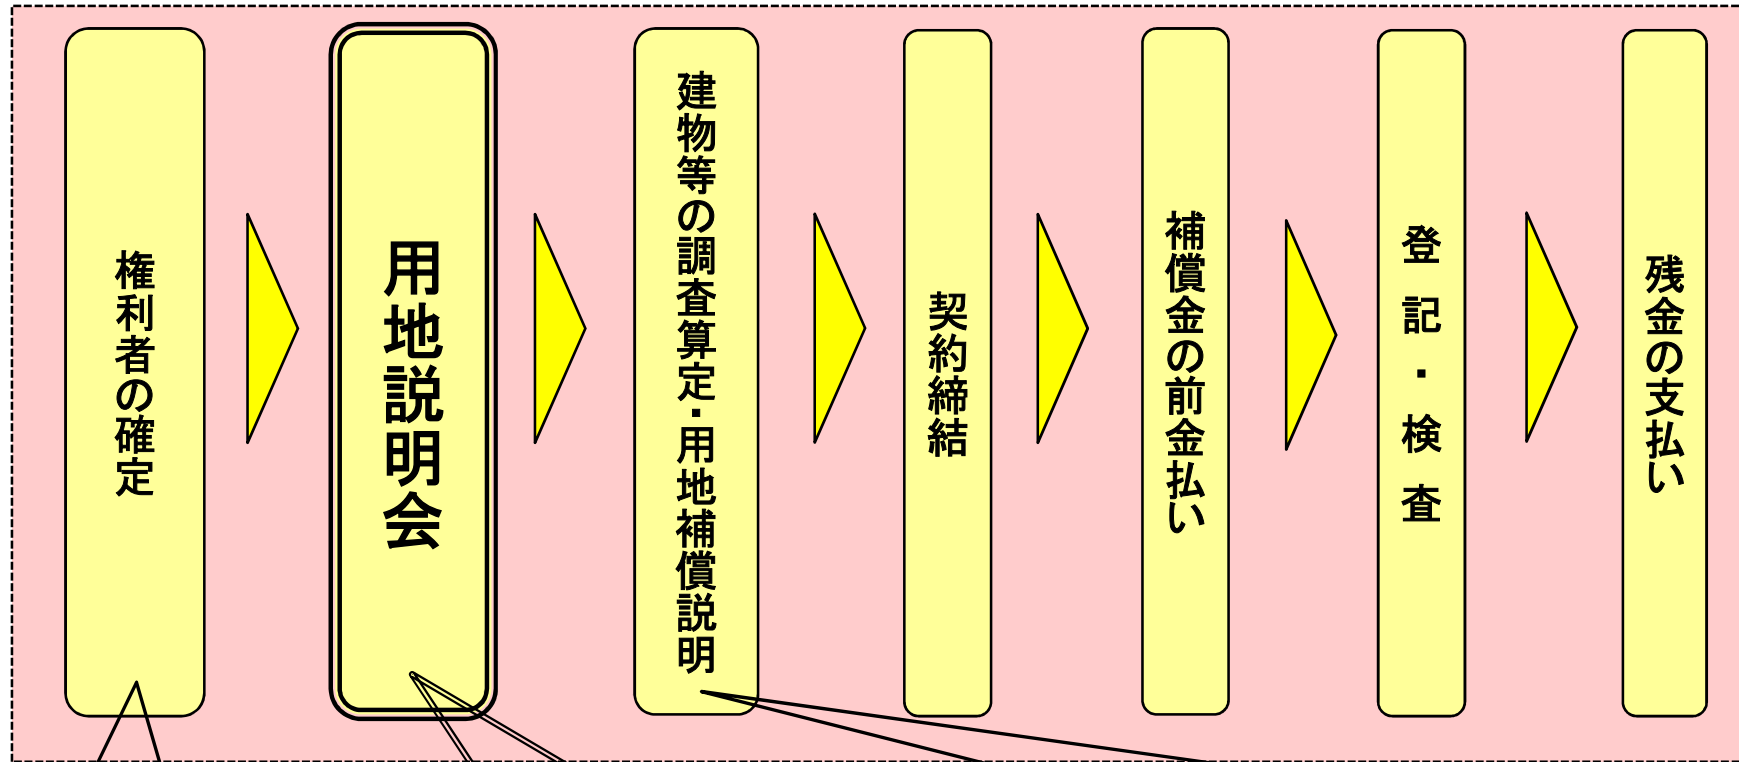 権利者の確定
用地説明会
建物等の調査算定・用地補償説明
契約締結
補償金の前金払い
登記・検査
残金の支払い